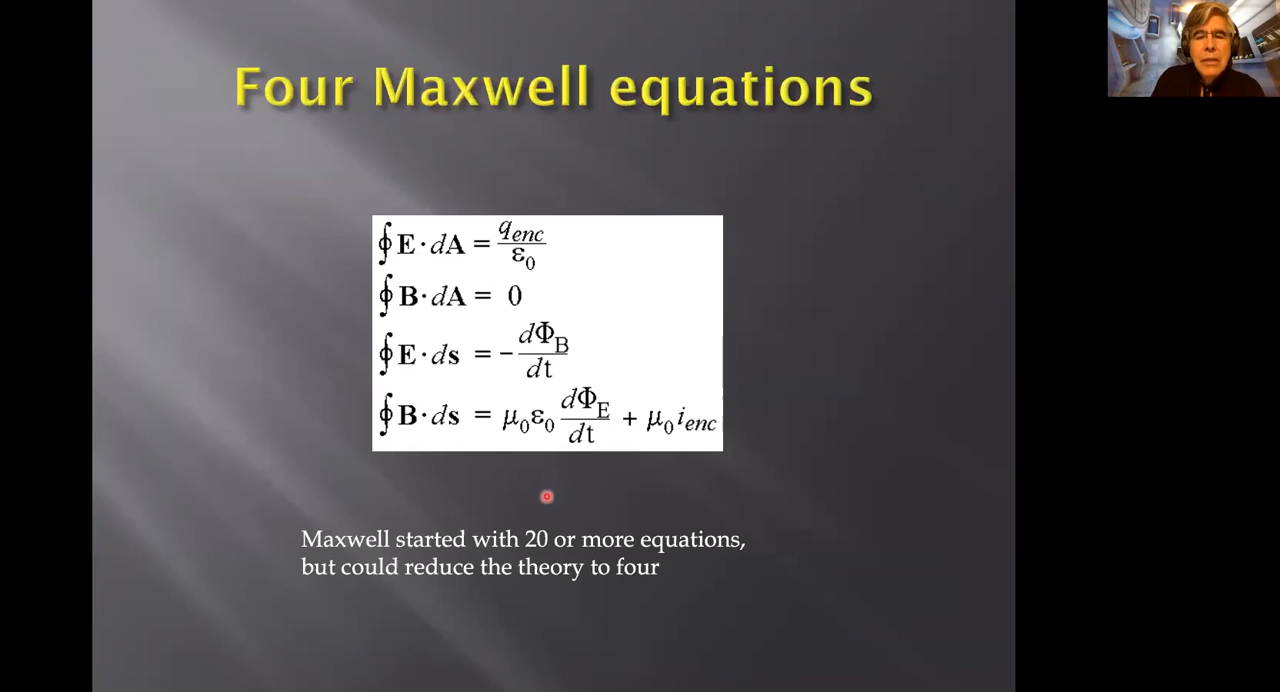 Four Maxwell equations
∮ E · dA = q_enc / ε₀
∮ B · dA = 0
∮ E · ds = − dΦ_B / dt
∮ B · ds = μ₀ε₀ dΦ_E / dt + μ₀i_enc
Maxwell started with 20 or more equations,
but could reduce the theory to four